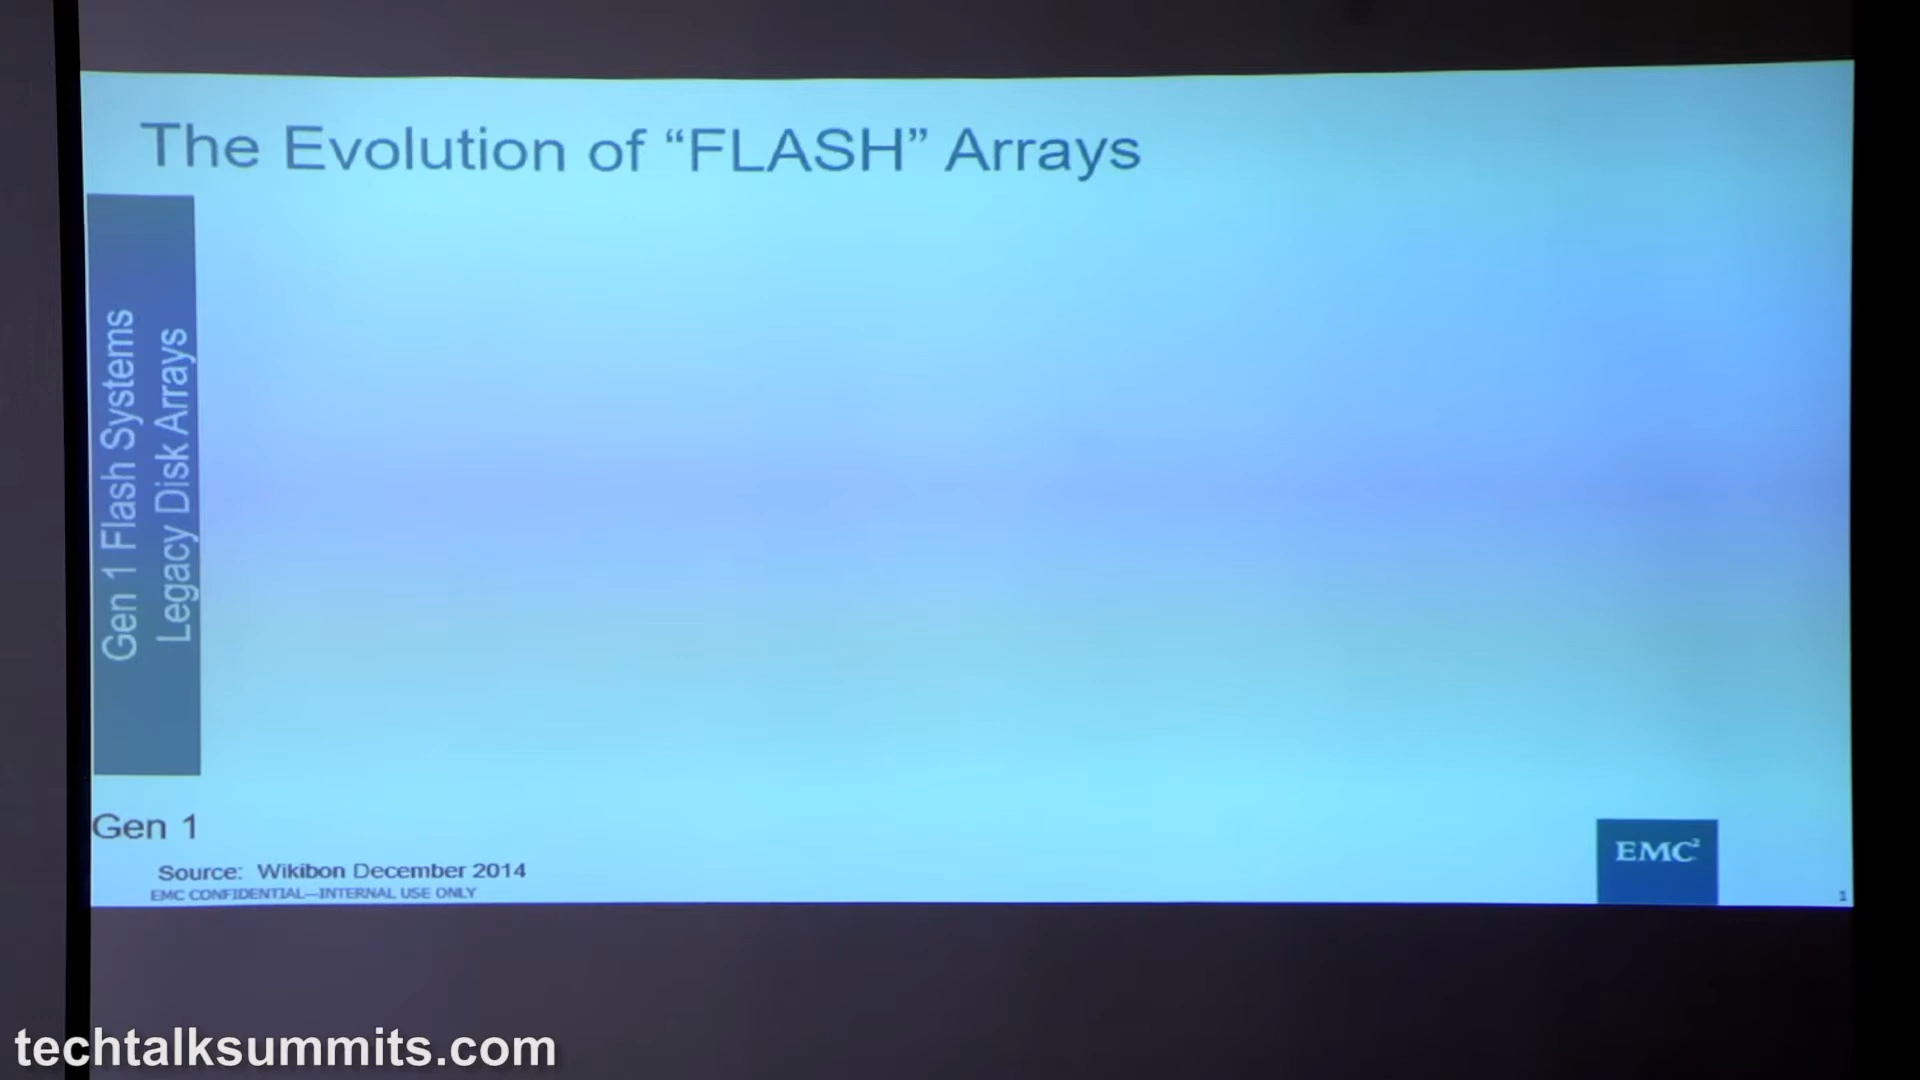 The Evolution of “FLASH” Arrays
Gen 1 Flash Systems
Legacy Disk Arrays
Gen 1
Source: Wikibon December 2014
EMC CONFIDENTIAL—INTERNAL USE ONLY
EMC²
1
techtalksummits.com